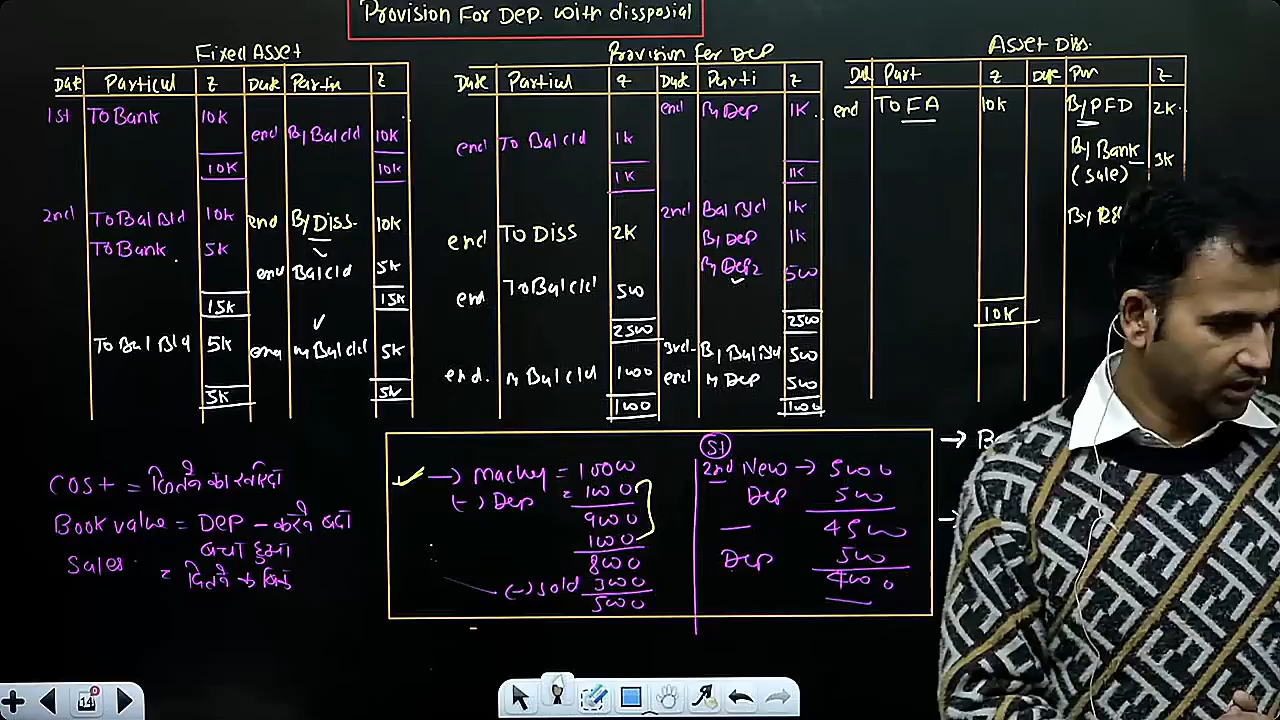 Provision For Dep. with dissposial
Fixed Asset
Date Particul ₹ Date Partin ₹
1st To Bank 10K
end By Bal c/d 10K
10K 10K
2nd To Bal B/d 10K end By Diss. 10K
To Bank 5K
end Bal c/d 5K
15K 15K
To Bal B/d 5K end By Bal c/d 5K
5K 5K
Provision for Dep
Date Particul ₹ Date Parti ₹
end By Dep 1K
end To Bal c/d 1K
1K 1K
2nd Bal B/d 1K
end To Diss 2K By Dep 1K
By Dep2 500
end To Bal c/d 500
2500 2500
3rd By Bal B/d 500
end. By Bal c/d 1000 end By Dep 500
1000 1000
Asset Diss.
Part ₹ ₹
end To FA 10K By PFD 2K
By Bank 3K
(Sale)
10K
Cost = कितने का खरीदा
Book value = Dep - करने के बाद
बचा हुआ
Sales = कितने के बिके
→ Machy = 10000
(-) Dep = 1000
9000
1000
8000
(-) Sold 3000
5000
S1
2nd New → 5000
Dep 500
4500
Dep 500
4000
→ B
14